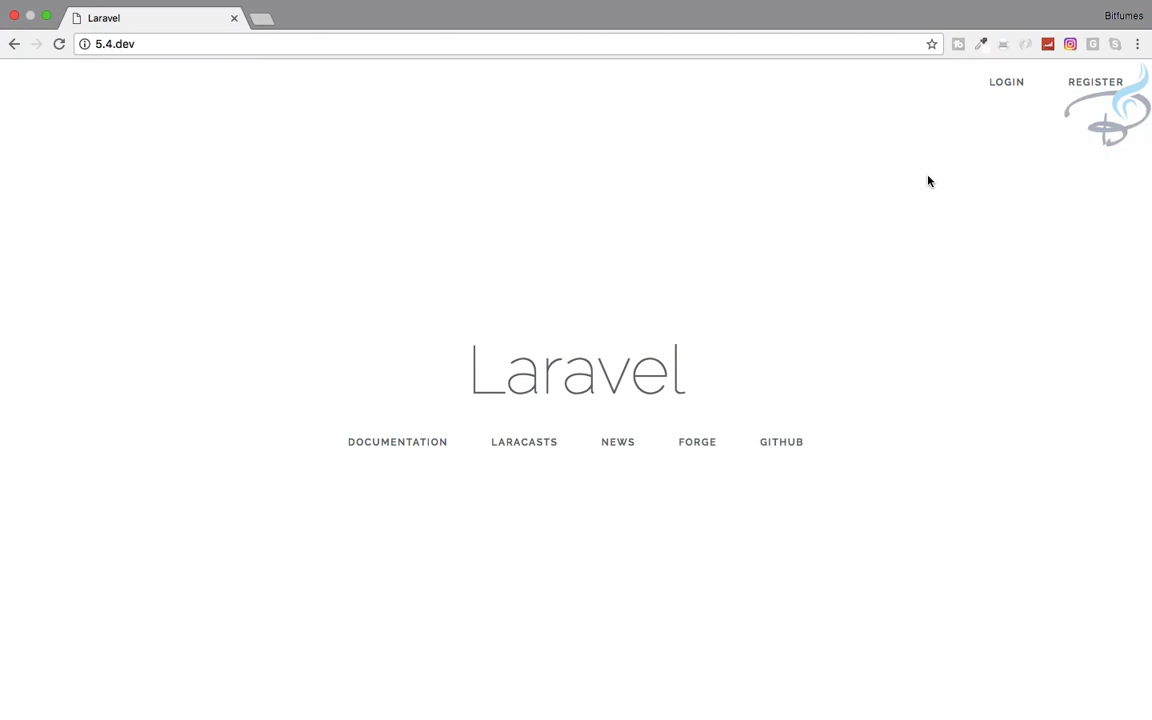 Laravel
Bitfumes
5.4.dev
LOGIN REGISTER
Laravel
DOCUMENTATION LARACASTS NEWS FORGE GITHUB